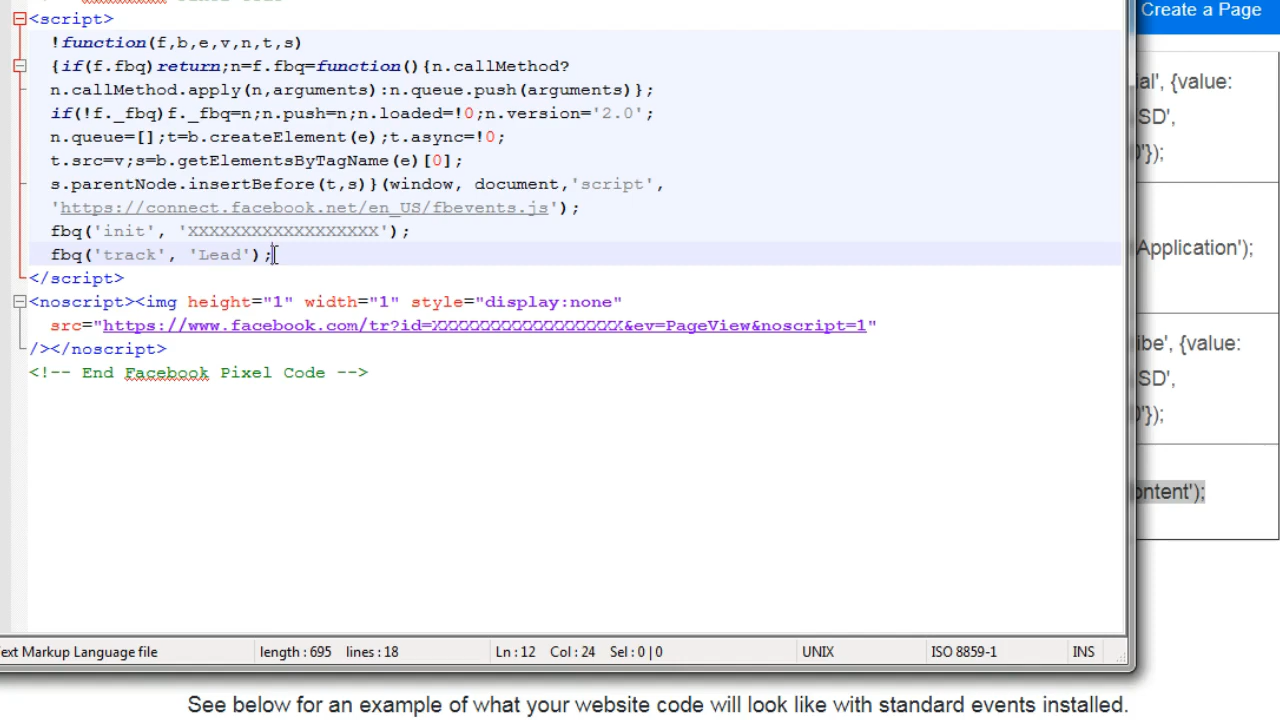 Create a Page
<script>
!function(f,b,e,v,n,t,s)
{if(f.fbq)return;n=f.fbq=function(){n.callMethod?
n.callMethod.apply(n,arguments):n.queue.push(arguments)};
if(!f._fbq)f._fbq=n;n.push=n;n.loaded=!0;n.version='2.0';
n.queue=[];t=b.createElement(e);t.async=!0;
t.src=v;s=b.getElementsByTagName(e)[0];
s.parentNode.insertBefore(t,s)}(window, document,'script',
'https://connect.facebook.net/en_US/fbevents.js');
fbq('init', 'XXXXXXXXXXXXXXXXXX');
fbq('track', 'Lead');
</script>
<noscript><img height="1" width="1" style="display:none"
src="https://www.facebook.com/tr?id=XXXXXXXXXXXXXXXXXX&ev=PageView&noscript=1"
/></noscript>
<!-- End Facebook Pixel Code -->
ial', {value:
SD',
0'});
Application');
ibe', {value:
SD',
0'});
ontent');
ext Markup Language file
length : 695 lines : 18
Ln : 12 Col : 24 Sel : 0 | 0
UNIX
ISO 8859-1
INS
See below for an example of what your website code will look like with standard events installed.